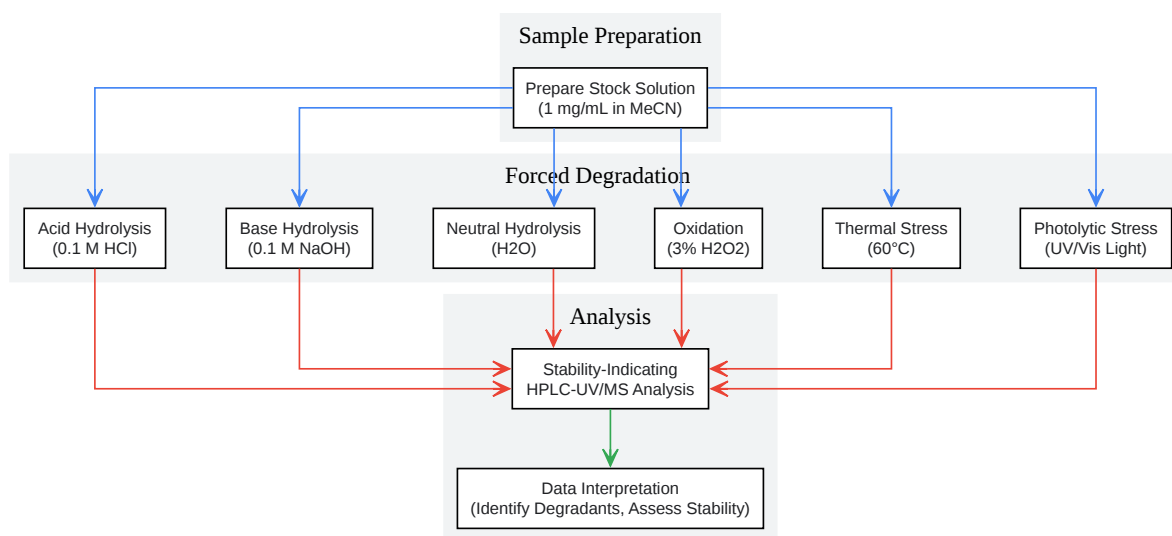 Sample Preparation
Prepare Stock Solution
(1 mg/mL in MeCN)
Forced Degradation
Acid Hydrolysis
(0.1 M HCl)
Base Hydrolysis
(0.1 M NaOH)
Neutral Hydrolysis
(H2O)
Oxidation
(3% H2O2)
Thermal Stress
(60°C)
Photolytic Stress
(UV/Vis Light)
Analysis
Stability-Indicating
HPLC-UV/MS Analysis
Data Interpretation
(Identify Degradants, Assess Stability)